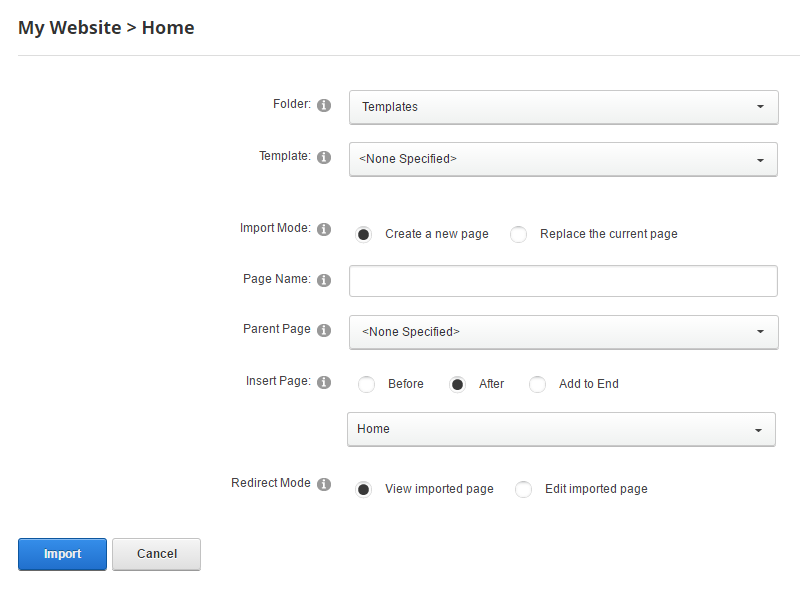 My Website > Home
Folder: Templates
Template: <None Specified>
Import Mode: Create a new page Replace the current page
Page Name:
Parent Page <None Specified>
Insert Page: Before After Add to End
Home
Redirect Mode View imported page Edit imported page
Import Cancel